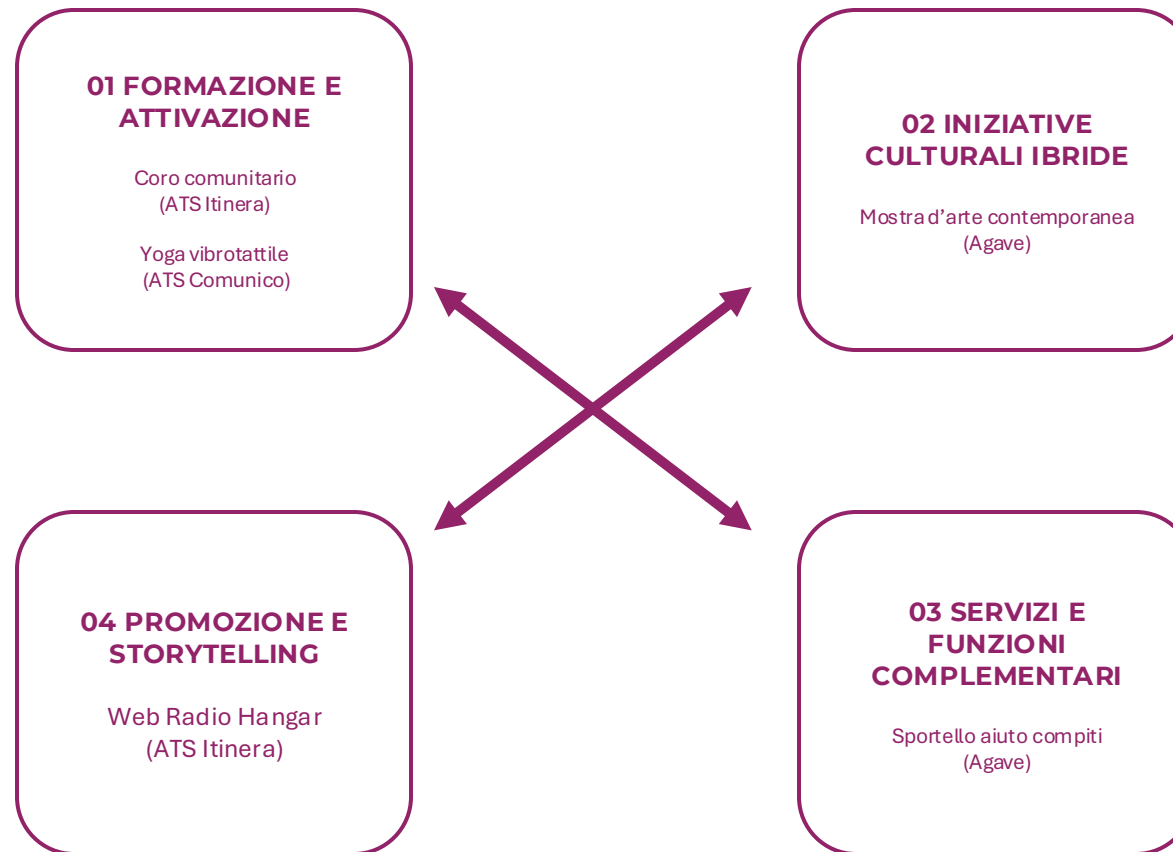 01 FORMAZIONE E
ATTIVAZIONE
Coro comunitario
(ATS Itinera)
Yoga vibrotattile
(ATS Comunico)
02 INIZIATIVE
CULTURALI IBRIDE
Mostra d’arte contemporanea
(Agave)
04 PROMOZIONE E
STORYTELLING
Web Radio Hangar
(ATS Itinera)
03 SERVIZI E
FUNZIONI
COMPLEMENTARI
Sportello aiuto compiti
(Agave)